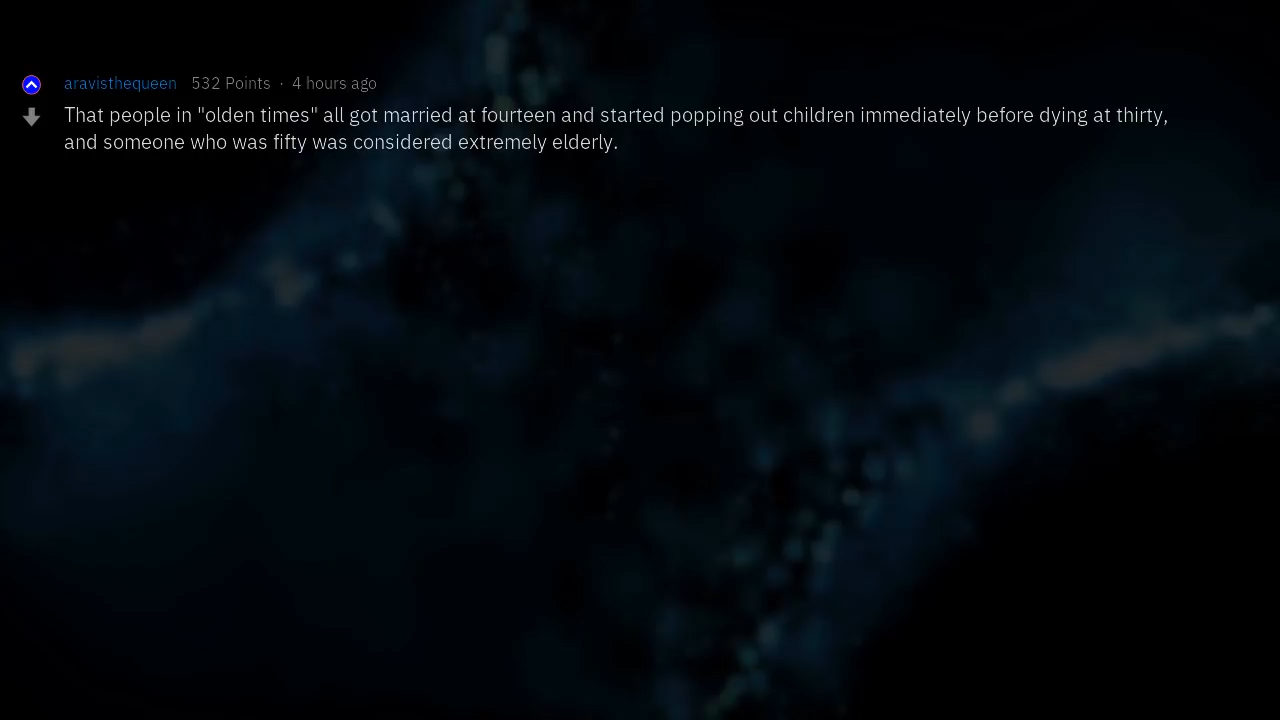 aravisthequeen 532 Points · 4 hours ago
That people in "olden times" all got married at fourteen and started popping out children immediately before dying at thirty,
and someone who was fifty was considered extremely elderly.